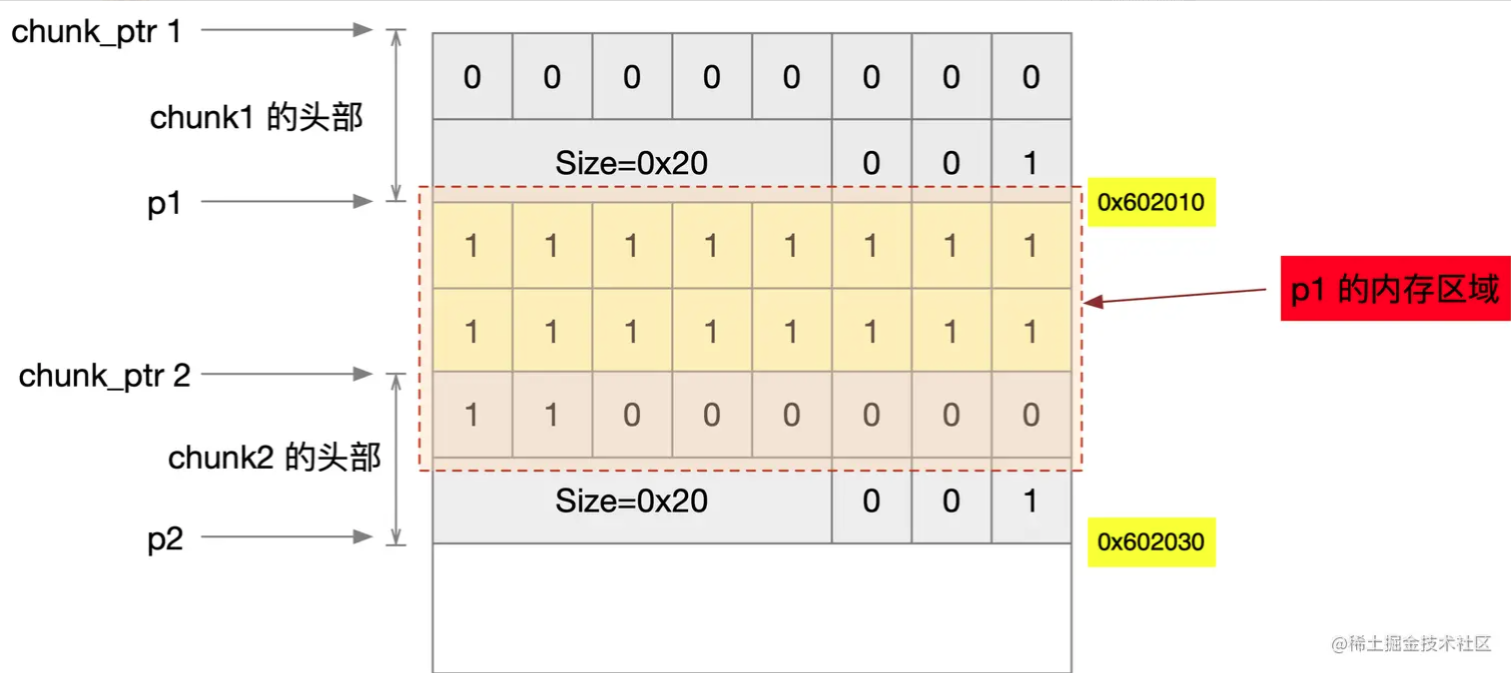 chunk_ptr 1
0 0 0 0 0 0 0 0
chunk1 的头部
Size=0x20 0 0 1
p1
0x602010
1 1 1 1 1 1 1 1
p1 的内存区域
1 1 1 1 1 1 1 1
chunk_ptr 2
1 1 0 0 0 0 0 0
chunk2 的头部
Size=0x20 0 0 1
p2
0x602030
@稀土掘金技术社区